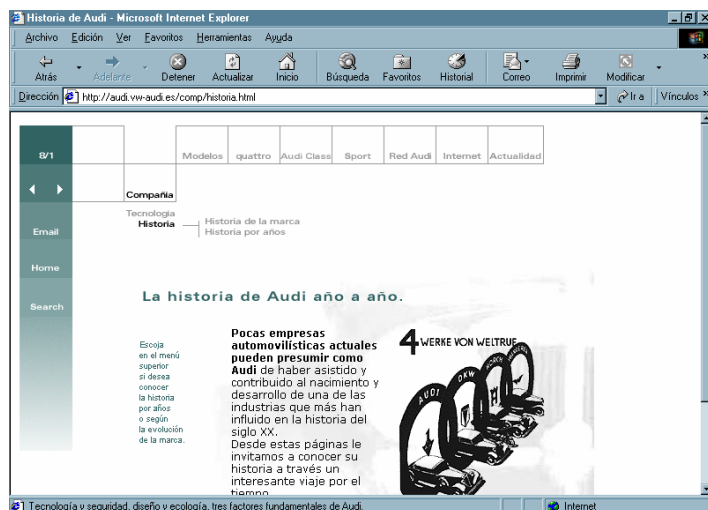 Historia de Audi - Microsoft Internet Explorer
Archivo Edición Ver Favoritos Herramientas Ayuda
Atrás Adelante Detener Actualizar Inicio Búsqueda Favoritos Historial Correo Imprimir Modificar »
Dirección http://audi.vw-audi.es/comp/historia.html Ir a Vínculos »
8/1 Modelos quattro Audi Class Sport Red Audi Internet Actualidad
Compañia
Tecnología
Historia
Historia de la marca
Historia por años
Email
Home
Search
La historia de Audi año a año.
Escoja
en el menú
superior
si desea
conocer
la historia
por años
o según
la evolución
de la marca.
Pocas empresas
automovilísticas actuales
pueden presumir como
Audi de haber asistido y
contribuido al nacimiento y
desarrollo de una de las
industrias que más han
influido en la historia del
siglo XX.
Desde estas páginas le
invitamos a conocer su
historia a través un
interesante viaje por el
tiempo
4 WERKE VON WELTRUF
AUDI
DKW
HORCH
WANDERER
Tecnología y seguridad, diseño y ecología, tres factores fundamentales de Audi. Internet